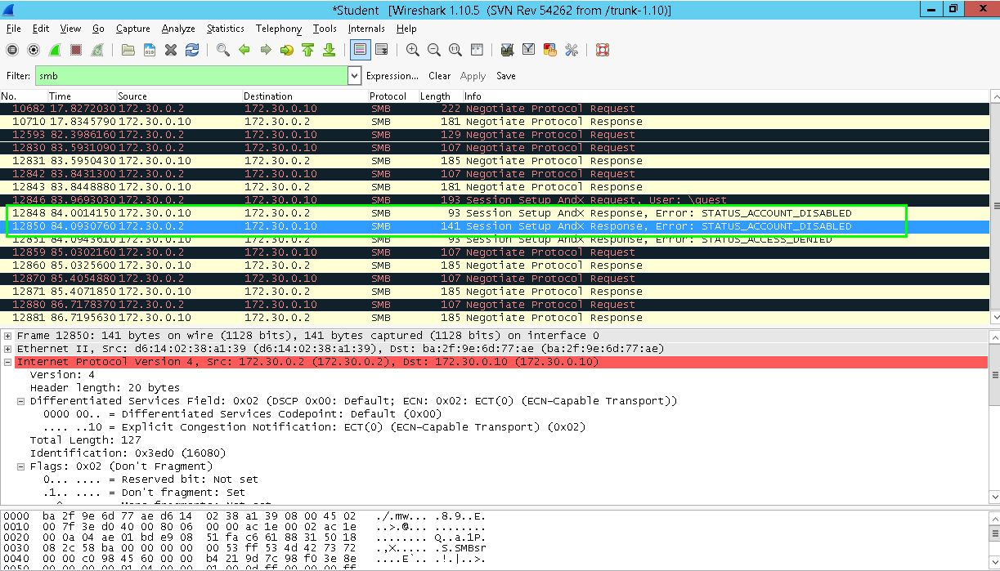 *Student [Wireshark 1.10.5 (SVN Rev 54262 from /trunk-1.10)]
File Edit View Go Capture Analyze Statistics Telephony Tools Internals Help
Filter: smb Expression... Clear Apply Save
No. Time Source Destination Protocol Length Info
10682 17.8272030 172.30.0.2 172.30.0.10 SMB 222 Negotiate Protocol Request
10710 17.8345790 172.30.0.10 172.30.0.2 SMB 181 Negotiate Protocol Response
12593 82.3986160 172.30.0.2 172.30.0.10 SMB 129 Negotiate Protocol Request
12830 83.5931090 172.30.0.2 172.30.0.10 SMB 107 Negotiate Protocol Request
12831 83.5950430 172.30.0.10 172.30.0.2 SMB 185 Negotiate Protocol Response
12842 83.8431300 172.30.0.2 172.30.0.10 SMB 107 Negotiate Protocol Request
12843 83.8448880 172.30.0.10 172.30.0.2 SMB 181 Negotiate Protocol Response
12846 83.9693030 172.30.0.2 172.30.0.10 SMB 193 Session Setup AndX Request, User: \guest
12848 84.0014150 172.30.0.10 172.30.0.2 SMB 93 Session Setup AndX Response, Error: STATUS_ACCOUNT_DISABLED
12850 84.0930760 172.30.0.2 172.30.0.10 SMB 141 Session Setup AndX Response, Error: STATUS_ACCOUNT_DISABLED
12851 84.0943610 172.30.0.10 172.30.0.2 SMB 93 Session Setup AndX Response, Error: STATUS_ACCESS_DENIED
12859 85.0302160 172.30.0.2 172.30.0.10 SMB 107 Negotiate Protocol Request
12860 85.0325600 172.30.0.10 172.30.0.2 SMB 185 Negotiate Protocol Response
12870 85.4054880 172.30.0.2 172.30.0.10 SMB 107 Negotiate Protocol Request
12871 85.4071850 172.30.0.10 172.30.0.2 SMB 185 Negotiate Protocol Response
12880 86.7178370 172.30.0.2 172.30.0.10 SMB 107 Negotiate Protocol Request
12881 86.7195630 172.30.0.10 172.30.0.2 SMB 185 Negotiate Protocol Response
Frame 12850: 141 bytes on wire (1128 bits), 141 bytes captured (1128 bits) on interface 0
Ethernet II, Src: d6:14:02:38:a1:39 (d6:14:02:38:a1:39), Dst: ba:2f:9e:6d:77:ae (ba:2f:9e:6d:77:ae)
Internet Protocol Version 4, Src: 172.30.0.2 (172.30.0.2), Dst: 172.30.0.10 (172.30.0.10)
Version: 4
Header length: 20 bytes
Differentiated Services Field: 0x02 (DSCP 0x00: Default; ECN: 0x02: ECT(0) (ECN-Capable Transport))
0000 00.. = Differentiated Services Codepoint: Default (0x00)
.... ..10 = Explicit Congestion Notification: ECT(0) (ECN-Capable Transport) (0x02)
Total Length: 127
Identification: 0x3ed0 (16080)
Flags: 0x02 (Don't Fragment)
0... .... = Reserved bit: Not set
.1.. .... = Don't fragment: Set
0000 ba 2f 9e 6d 77 ae d6 14 02 38 a1 39 08 00 45 02 ./.mw... .8.9..E.
0010 00 7f 3e d0 40 00 80 06 00 00 ac 1e 00 02 ac 1e ..>.@... ........
0020 00 0a 04 ae 01 bd e9 08 51 fa c6 61 88 31 50 18 ........ Q..a.1P.
0030 08 2c 58 ba 00 00 00 00 00 53 ff 53 4d 42 73 72 .,X..... .S.SMBsr
0040 00 00 c0 98 45 60 00 00 b4 21 9d 7c 98 f0 3e 8e ....E`.. .!.|..>.